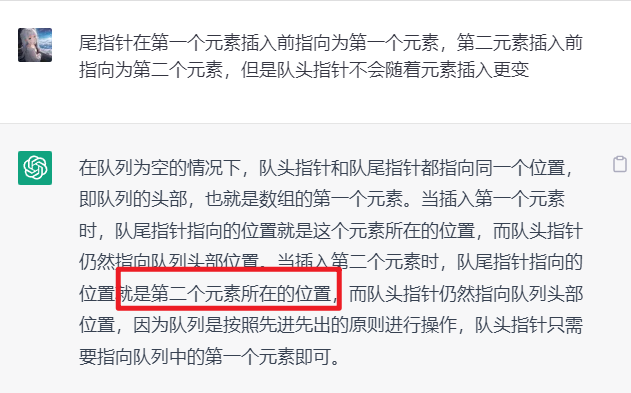 尾指针在第一个元素插入前指向为第一个元素，第二元素插入前
指向为第二个元素，但是队头指针不会随着元素插入更变
在队列为空的情况下，队头指针和队尾指针都指向同一个位置，
即队列的头部，也就是数组的第一个元素。当插入第一个元素
时，队尾指针指向的位置就是这个元素所在的位置，而队头指针
仍然指向队列头部位置。当插入第二个元素时，队尾指针指向的
位置就是第二个元素所在的位置，而队头指针仍然指向队列头部
位置，因为队列是按照先进先出的原则进行操作，队头指针只需
要指向队列中的第一个元素即可。